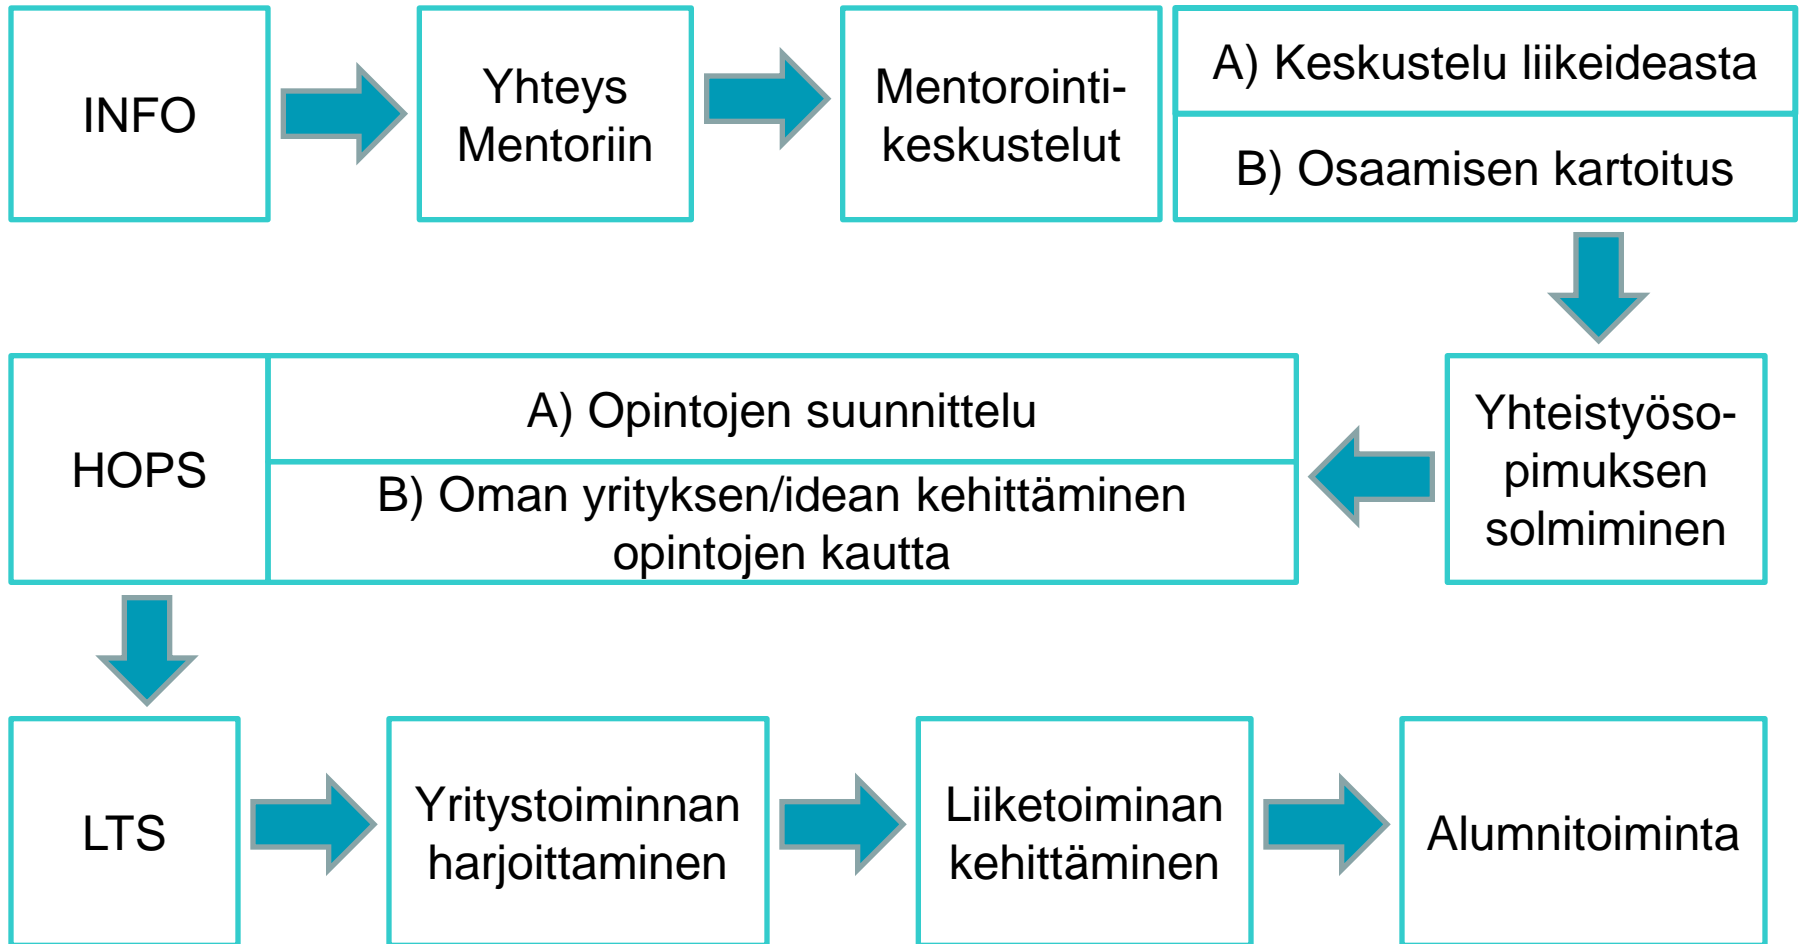 INFO
Yhteys
Mentoriin
Mentorointi-
keskustelut
A) Keskustelu liikeideasta
B) Osaamisen kartoitus
HOPS
A) Opintojen suunnittelu
B) Oman yrityksen/idean kehittäminen
opintojen kautta
Yhteistyöso-
pimuksen
solmiminen
LTS
Yritystoiminnan
harjoittaminen
Liiketoiminan
kehittäminen
Alumnitoiminta